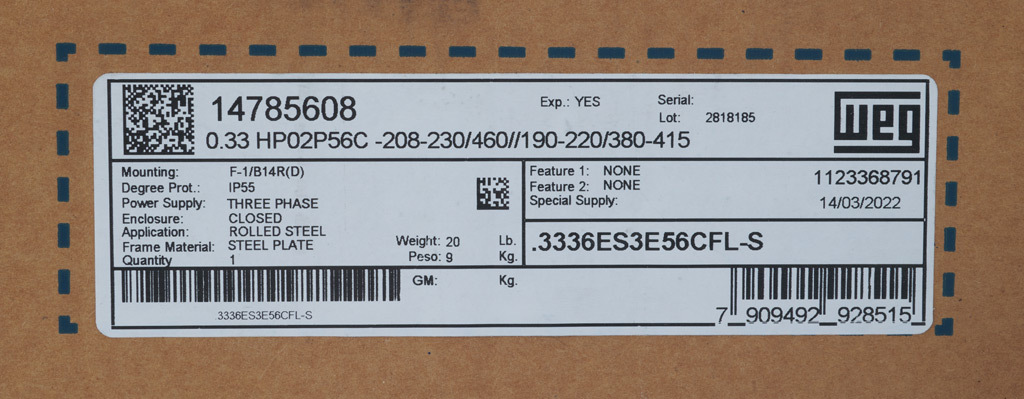 14785608
Exp.: YES
Serial:
Lot: 2818185
weg
0.33 HP02P56C -208-230/460//190-220/380-415
Mounting: F-1/B14R(D)
Degree Prot.: IP55
Power Supply: THREE PHASE
Enclosure: CLOSED
Application: ROLLED STEEL
Frame Material: STEEL PLATE
Quantity 1
Weight: 20 Lb.
Peso: 9 Kg.
Feature 1: NONE
Feature 2: NONE
Special Supply:
1123368791
14/03/2022
.3336ES3E56CFL-S
GM: Kg.
.3336ES3E56CFL-S
7 909492 928515